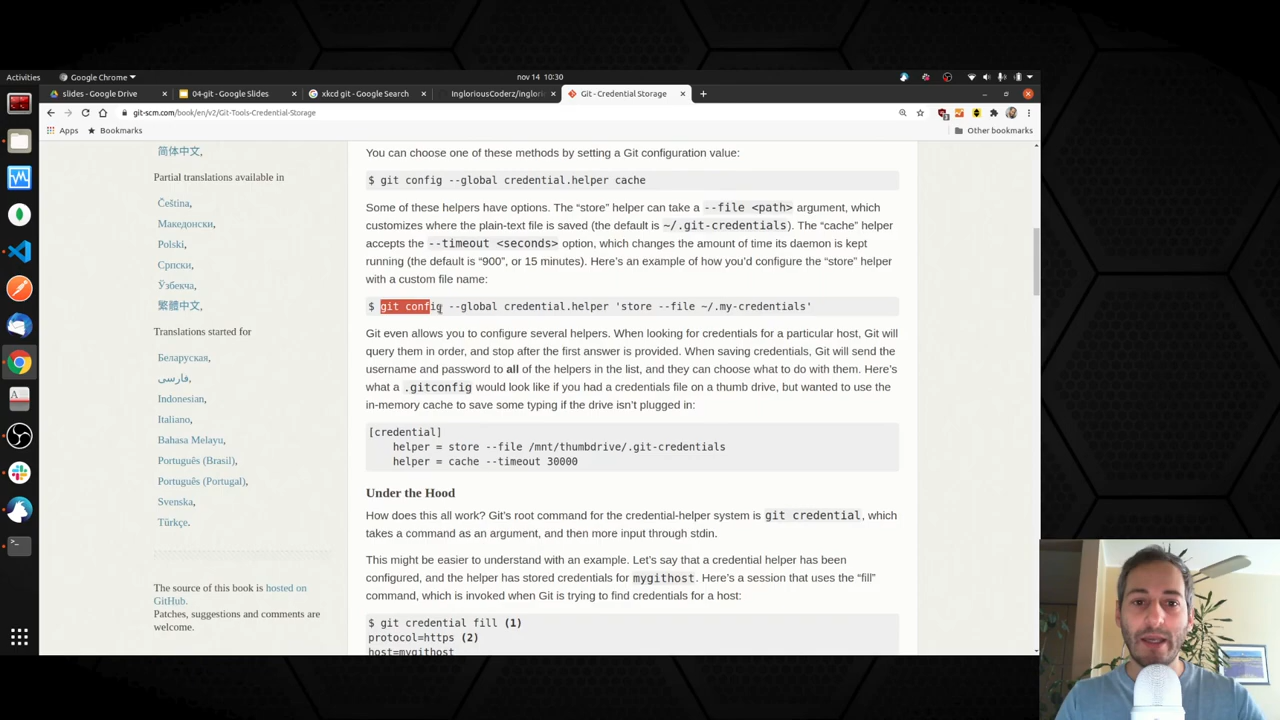 Activities
Google Chrome
nov 14 10:30
slides - Google Drive
04-git - Google Slides
xkcd git - Google Search
IngloriousCoderz/inglori
Git - Credential Storage
git-scm.com/book/en/v2/Git-Tools-Credential-Storage
Apps
Bookmarks
Other bookmarks
简体中文,
Partial translations available in
Čeština,
Македонски,
Polski,
Српски,
Ўзбекча,
繁體中文,
Translations started for
Беларуская,
فارسی,
Indonesian,
Italiano,
Bahasa Melayu,
Português (Brasil),
Português (Portugal),
Svenska,
Türkçe.
The source of this book is hosted on
GitHub.
Patches, suggestions and comments are
welcome.
You can choose one of these methods by setting a Git configuration value:
$ git config --global credential.helper cache
Some of these helpers have options. The “store” helper can take a --file <path> argument, which
customizes where the plain-text file is saved (the default is ~/.git-credentials). The “cache” helper
accepts the --timeout <seconds> option, which changes the amount of time its daemon is kept
running (the default is “900”, or 15 minutes). Here’s an example of how you’d configure the “store” helper
with a custom file name:
$ git config --global credential.helper 'store --file ~/.my-credentials'
Git even allows you to configure several helpers. When looking for credentials for a particular host, Git will
query them in order, and stop after the first answer is provided. When saving credentials, Git will send the
username and password to all of the helpers in the list, and they can choose what to do with them. Here’s
what a .gitconfig would look like if you had a credentials file on a thumb drive, but wanted to use the
in-memory cache to save some typing if the drive isn’t plugged in:
[credential]
helper = store --file /mnt/thumbdrive/.git-credentials
helper = cache --timeout 30000
Under the Hood
How does this all work? Git’s root command for the credential-helper system is git credential, which
takes a command as an argument, and then more input through stdin.
This might be easier to understand with an example. Let’s say that a credential helper has been
configured, and the helper has stored credentials for mygithost. Here’s a session that uses the “fill”
command, which is invoked when Git is trying to find credentials for a host:
$ git credential fill (1)
protocol=https (2)
host=mygithost